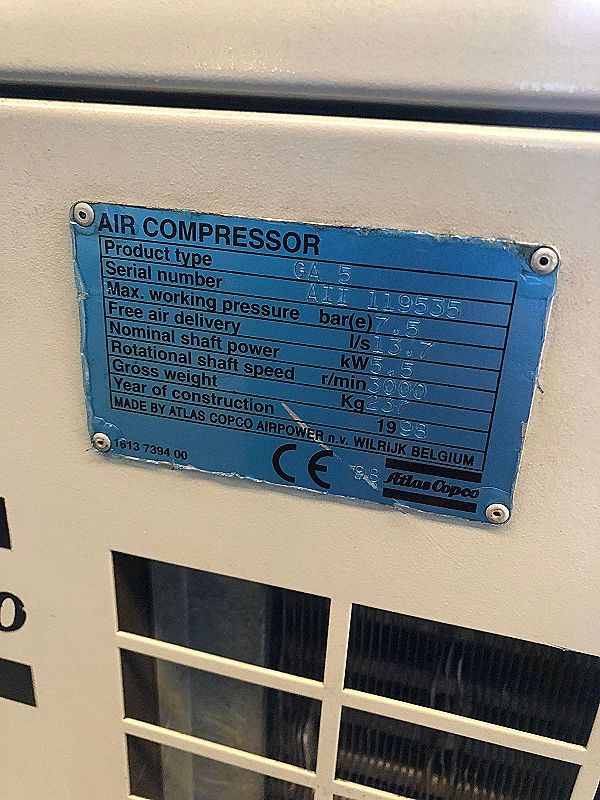 AIR COMPRESSOR
Product type GA 5
Serial number AII 119535
Max. working pressure bar(e) 7.5
Free air delivery l/s 13.7
Nominal shaft power kW 5.5
Rotational shaft speed r/min 3000
Gross weight Kg 237
Year of construction 1998
MADE BY ATLAS COPCO AIRPOWER n.v. WILRIJK BELGIUM
1613 7394 00
CE 98 Atlas Copco
o